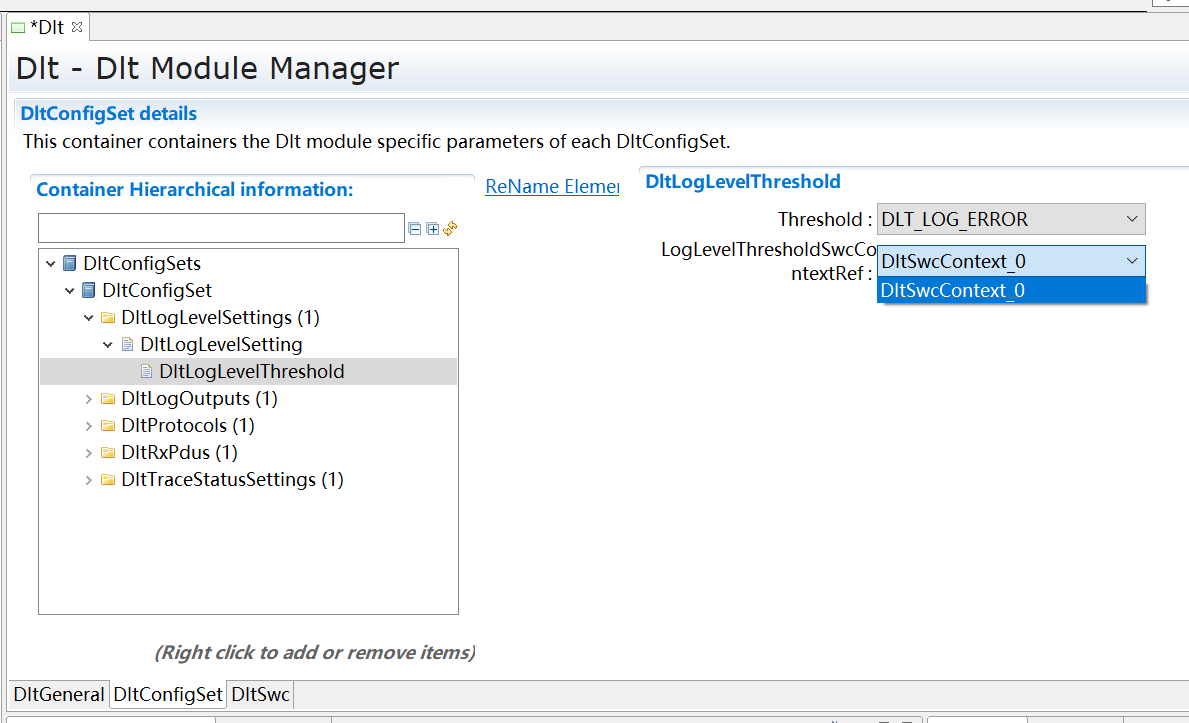 *Dlt
Dlt - Dlt Module Manager
DltConfigSet details
This container containers the Dlt module specific parameters of each DltConfigSet.
Container Hierarchical information:
ReName Elemer
DltConfigSets
DltConfigSet
DltLogLevelSettings (1)
DltLogLevelSetting
DltLogLevelThreshold
DltLogOutputs (1)
DltProtocols (1)
DltRxPdus (1)
DltTraceStatusSettings (1)
(Right click to add or remove items)
DltLogLevelThreshold
Threshold : DLT_LOG_ERROR
LogLevelThresholdSwcCo
ntextRef : DltSwcContext_0
DltSwcContext_0
DltGeneral DltConfigSet DltSwc